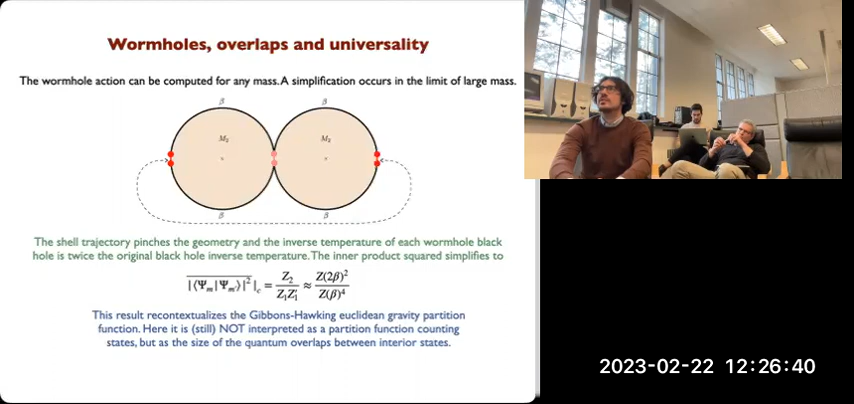 Wormholes, overlaps and universality
The wormhole action can be computed for any mass. A simplification occurs in the limit of large mass.
β β
M₂ M₂
β β
The shell trajectory pinches the geometry and the inverse temperature of each wormhole black
hole is twice the original black hole inverse temperature. The inner product squared simplifies to
|⟨Ψ_m|Ψ_m'⟩|²|_c = Z₂/(Z₁Z₁') ≈ Z(2β)²/Z(β)⁴
This result recontextualizes the Gibbons-Hawking euclidean gravity partition
function. Here it is (still) NOT interpreted as a partition function counting
states, but as the size of the quantum overlaps between interior states.
2023-02-22 12:26:40